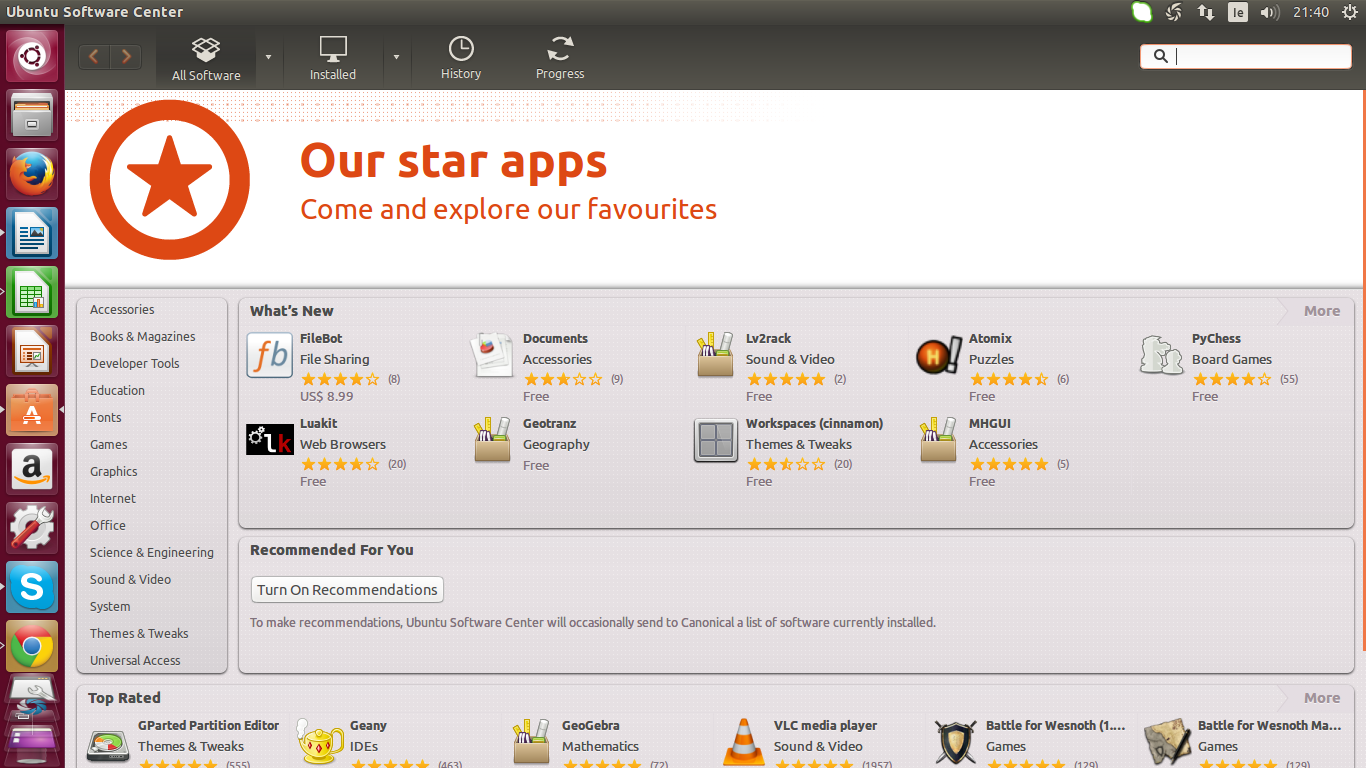 Ubuntu Software Center
Ie
21:40
All Software
Installed
History
Progress
Our star apps
Come and explore our favourites
Accessories
Books & Magazines
Developer Tools
Education
Fonts
Games
Graphics
Internet
Office
Science & Engineering
Sound & Video
System
Themes & Tweaks
Universal Access
What's New
More
fb
FileBot
File Sharing
(8)
US$ 8.99
Documents
Accessories
(9)
Free
Lv2rack
Sound & Video
(2)
Free
H
Atomix
Puzzles
(6)
Free
PyChess
Board Games
(55)
Free
lk
Luakit
Web Browsers
(20)
Free
Geotranz
Geography
Free
Workspaces (cinnamon)
Themes & Tweaks
(20)
Free
MHGUI
Accessories
(5)
Free
Recommended For You
Turn On Recommendations
To make recommendations, Ubuntu Software Center will occasionally send to Canonical a list of software currently installed.
Top Rated
More
GParted Partition Editor
Themes & Tweaks
(555)
Geany
IDEs
(463)
GeoGebra
Mathematics
(72)
VLC media player
Sound & Video
(1957)
Battle for Wesnoth (1....
Games
(129)
Battle for Wesnoth Ma...
Games
(129)
A
a
S